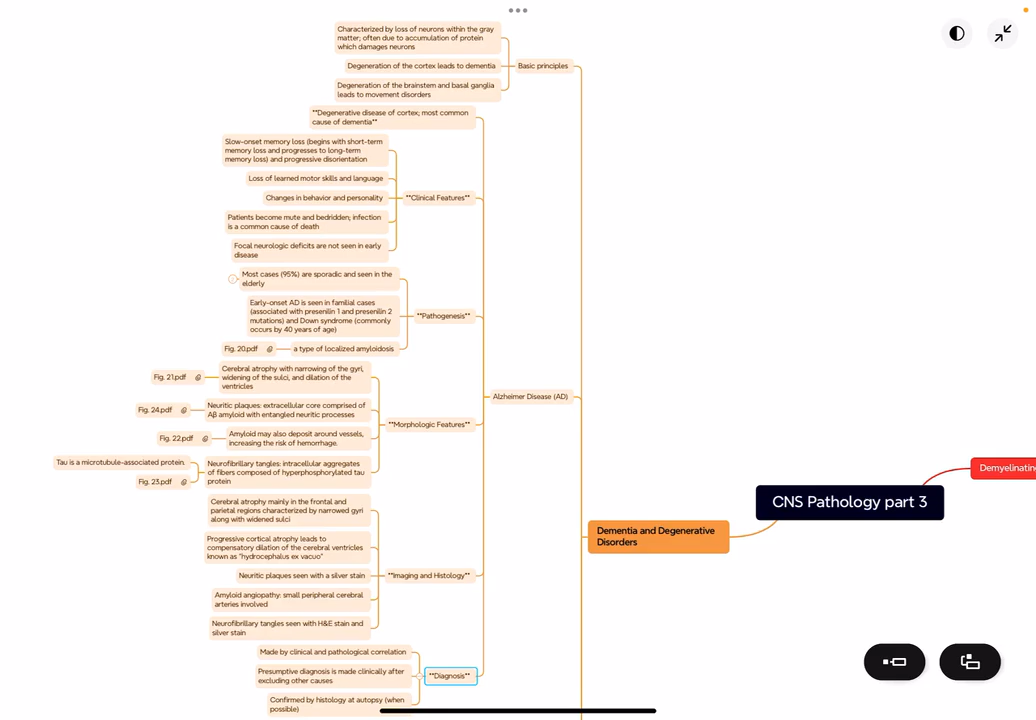 Characterized by loss of neurons within the gray
matter; often due to accumulation of protein
which damages neurons
Degeneration of the cortex leads to dementia
Basic principles
Degeneration of the brainstem and basal ganglia
leads to movement disorders
**Degenerative disease of cortex; most common
cause of dementia**
Slow-onset memory loss (begins with short-term
memory loss and progresses to long-term
memory loss) and progressive disorientation
Loss of learned motor skills and language
Changes in behavior and personality
**Clinical Features**
Patients become mute and bedridden; infection
is a common cause of death
Focal neurologic deficits are not seen in early
disease
Most cases (95%) are sporadic and seen in the
elderly
Early-onset AD is seen in familial cases
(associated with presenilin 1 and presenilin 2
mutations) and Down syndrome (commonly
occurs by 40 years of age)
**Pathogenesis**
Fig. 20.pdf
a type of localized amyloidosis
Cerebral atrophy with narrowing of the gyri,
widening of the sulci, and dilation of the
ventricles
Fig. 21.pdf
Alzheimer Disease (AD)
Neuritic plaques: extracellular core comprised of
Aβ amyloid with entangled neuritic processes
Fig. 24.pdf
**Morphologic Features**
Amyloid may also deposit around vessels,
increasing the risk of hemorrhage.
Fig. 22.pdf
Tau is a microtubule-associated protein.
Neurofibrillary tangles: intracellular aggregates
of fibers composed of hyperphosphorylated tau
protein
Fig. 23.pdf
Demyelinatin
CNS Pathology part 3
Cerebral atrophy mainly in the frontal and
parietal regions characterized by narrowed gyri
along with widened sulci
Dementia and Degenerative
Disorders
Progressive cortical atrophy leads to
compensatory dilation of the cerebral ventricles
known as "hydrocephalus ex vacuo"
Neuritic plaques seen with a silver stain
**Imaging and Histology**
Amyloid angiopathy: small peripheral cerebral
arteries involved
Neurofibrillary tangles seen with H&E stain and
silver stain
Made by clinical and pathological correlation
Presumptive diagnosis is made clinically after
excluding other causes
**Diagnosis**
Confirmed by histology at autopsy (when
possible)